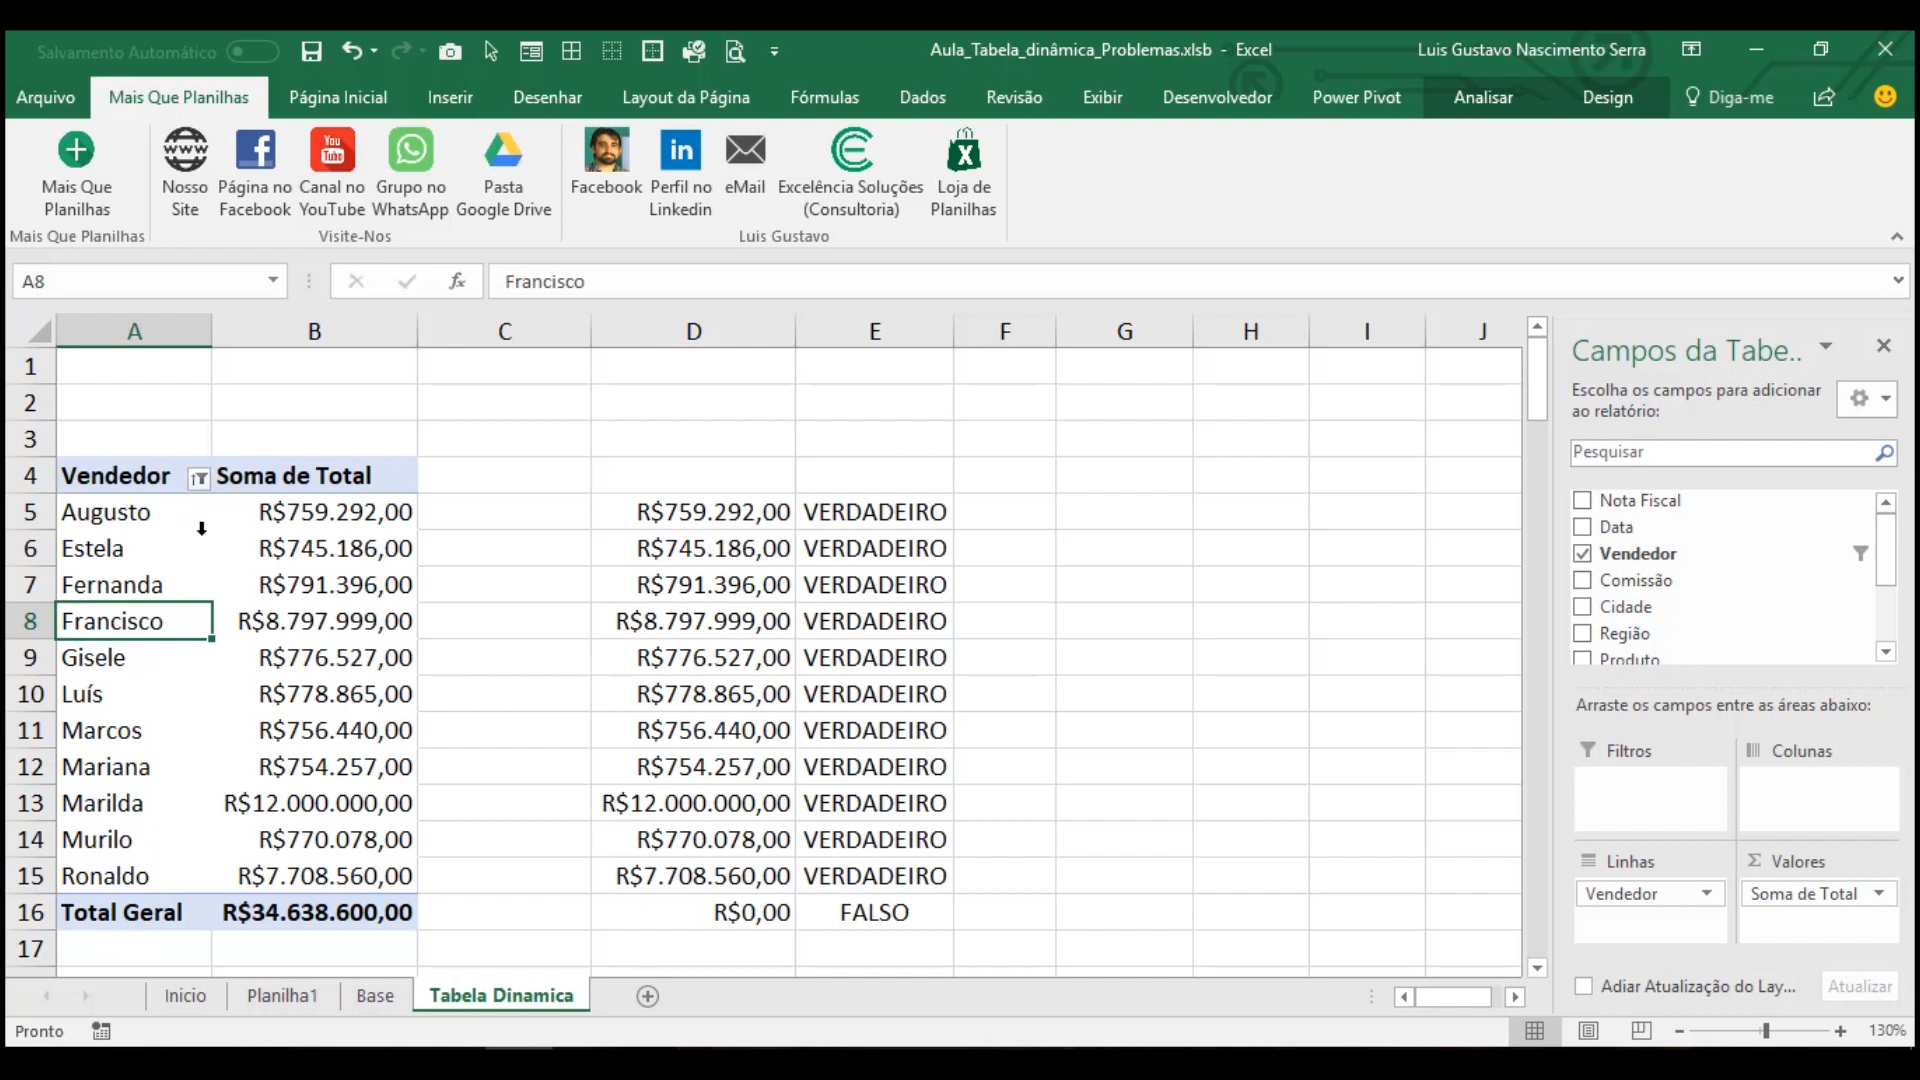 Salvamento Automático
Aula_Tabela_dinâmica_Problemas.xlsb - Excel
Luis Gustavo Nascimento Serra
Arquivo Mais Que Planilhas Página Inicial Inserir Desenhar Layout da Página Fórmulas Dados Revisão Exibir Desenvolvedor Power Pivot Analisar Design Diga-me
WWW You Tube in X
Mais Que Planilhas
Nosso Site
Página no Facebook
Canal no YouTube
Grupo no WhatsApp
Pasta Google Drive
Facebook
Perfil no Linkedin
eMail
Excelência Soluções (Consultoria)
Loja de Planilhas
Mais Que Planilhas Visite-Nos Luis Gustavo
A8 fx Francisco
A B C D E F G H I J
1
2
3
4 Vendedor Soma de Total
5 Augusto R$759.292,00 R$759.292,00 VERDADEIRO
6 Estela R$745.186,00 R$745.186,00 VERDADEIRO
7 Fernanda R$791.396,00 R$791.396,00 VERDADEIRO
8 Francisco R$8.797.999,00 R$8.797.999,00 VERDADEIRO
9 Gisele R$776.527,00 R$776.527,00 VERDADEIRO
10 Luís R$778.865,00 R$778.865,00 VERDADEIRO
11 Marcos R$756.440,00 R$756.440,00 VERDADEIRO
12 Mariana R$754.257,00 R$754.257,00 VERDADEIRO
13 Marilda R$12.000.000,00 R$12.000.000,00 VERDADEIRO
14 Murilo R$770.078,00 R$770.078,00 VERDADEIRO
15 Ronaldo R$7.708.560,00 R$7.708.560,00 VERDADEIRO
16 Total Geral R$34.638.600,00 R$0,00 FALSO
17
Campos da Tabe..
Escolha os campos para adicionar
ao relatório:
Pesquisar
Nota Fiscal
Data
Vendedor
Comissão
Cidade
Região
Produto
Arraste os campos entre as áreas abaixo:
Filtros Colunas
Linhas Σ Valores
Vendedor Soma de Total
Adiar Atualização do Lay... Atualizar
Inicio Planilha1 Base Tabela Dinamica
Pronto
130%